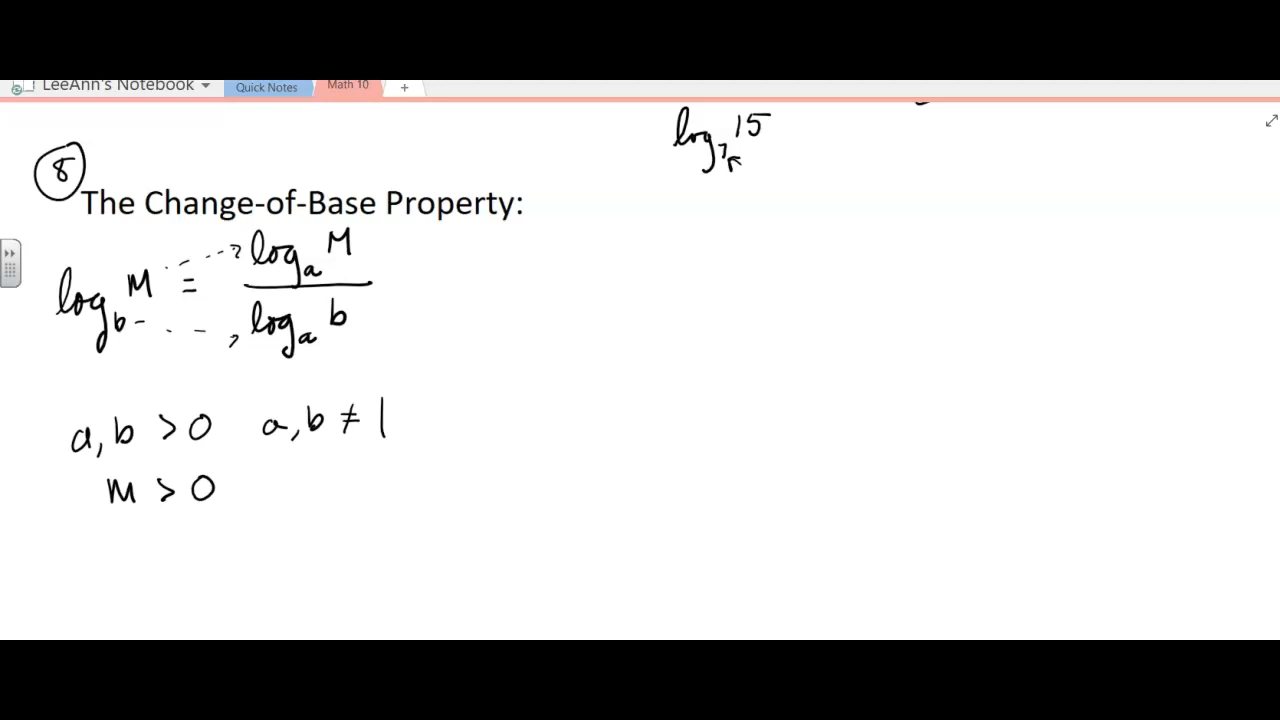 LeeAnn's Notebook
Quick Notes
Math 10
+
log₇ 15
8
The Change-of-Base Property:
log_b M = log_a M / log_a b
a, b > 0 a, b ≠ 1
M > 0